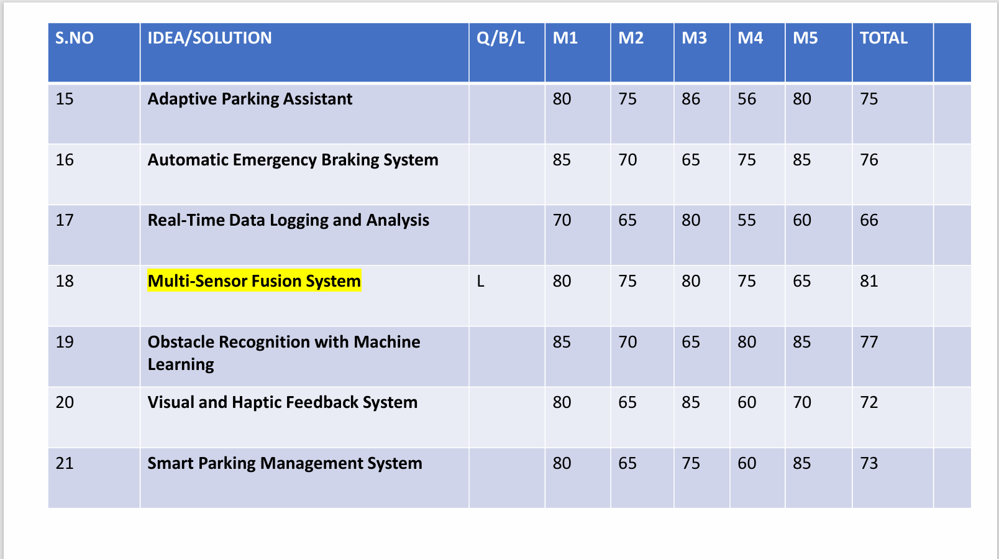 S.NO IDEA/SOLUTION Q/B/L M1 M2 M3 M4 M5 TOTAL
15 Adaptive Parking Assistant 80 75 86 56 80 75
16 Automatic Emergency Braking System 85 70 65 75 85 76
17 Real-Time Data Logging and Analysis 70 65 80 55 60 66
18 Multi-Sensor Fusion System L 80 75 80 75 65 81
19 Obstacle Recognition with Machine 85 70 65 80 85 77
Learning
20 Visual and Haptic Feedback System 80 65 85 60 70 72
21 Smart Parking Management System 80 65 75 60 85 73